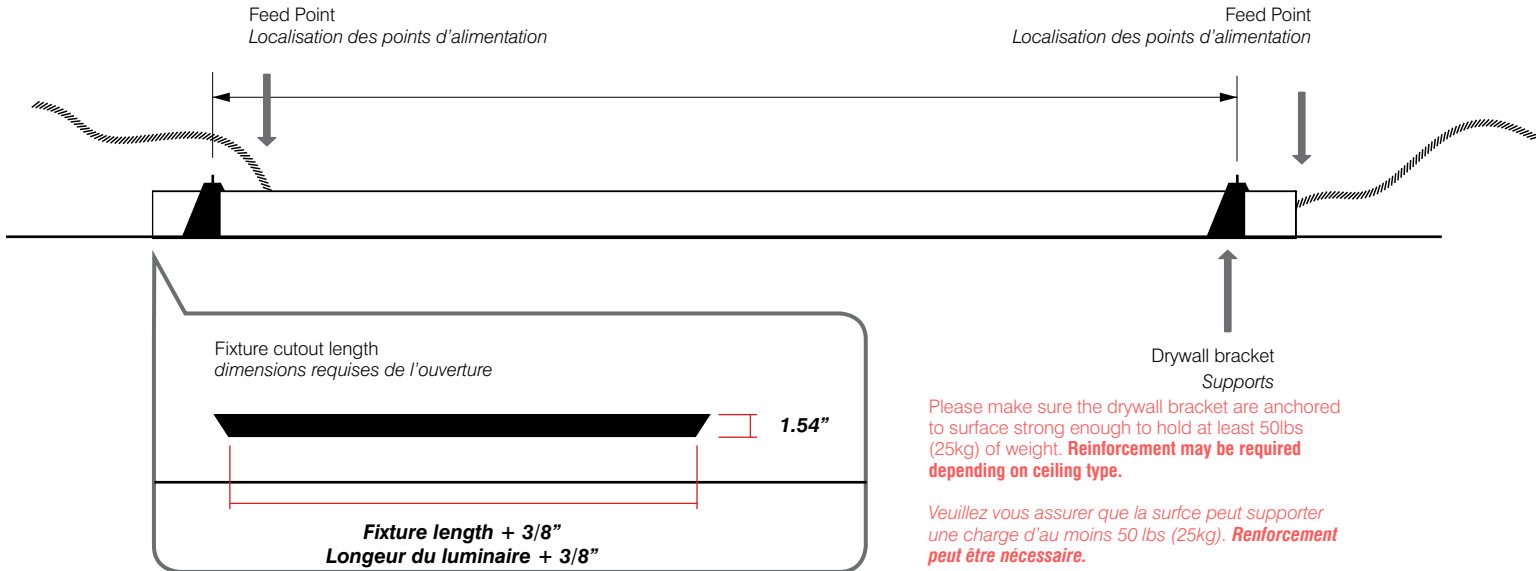 Feed Point
Localisation des points d’alimentation
Feed Point
Localisation des points d’alimentation
Fixture cutout length
dimensions requises de l’ouverture
1.54”
Fixture length + 3/8”
Longeur du luminaire + 3/8”
Drywall bracket
Supports
Please make sure the drywall bracket are anchored
to surface strong enough to hold at least 50lbs
(25kg) of weight. Reinforcement may be required
depending on ceiling type.
Veuillez vous assurer que la surfce peut supporter
une charge d’au moins 50 lbs (25kg). Renforcement
peut être nécessaire.